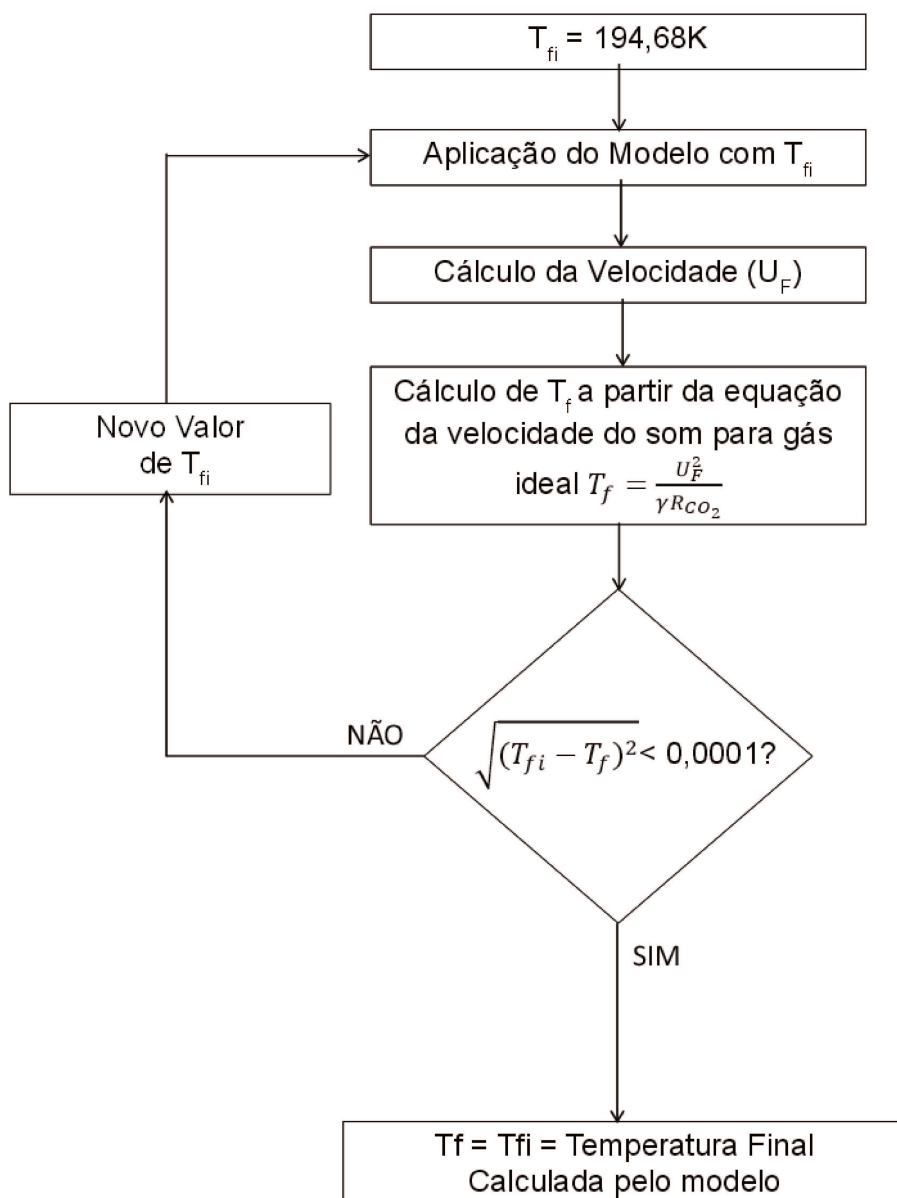 T_fi = 194,68K
Aplicação do Modelo com T_fi
Cálculo da Velocidade (U_F)
Cálculo de T_f a partir da equação
da velocidade do som para gás
ideal T_f = U_F^2 / γR_CO_2
Novo Valor
de T_fi
NÃO
√(T_fi − T_f)^2 < 0,0001?
SIM
Tf = Tfi = Temperatura Final
Calculada pelo modelo